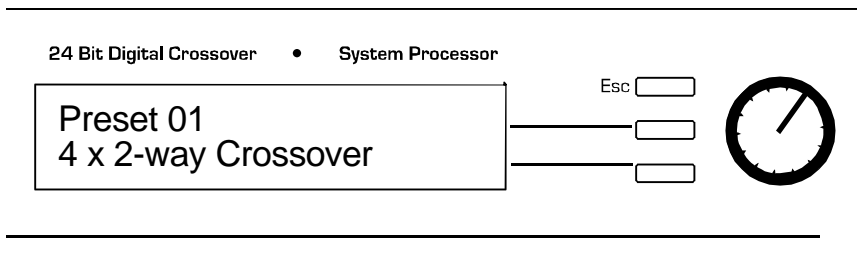 24 Bit Digital Crossover • System Processor
Esc
Preset 01
4 x 2-way Crossover